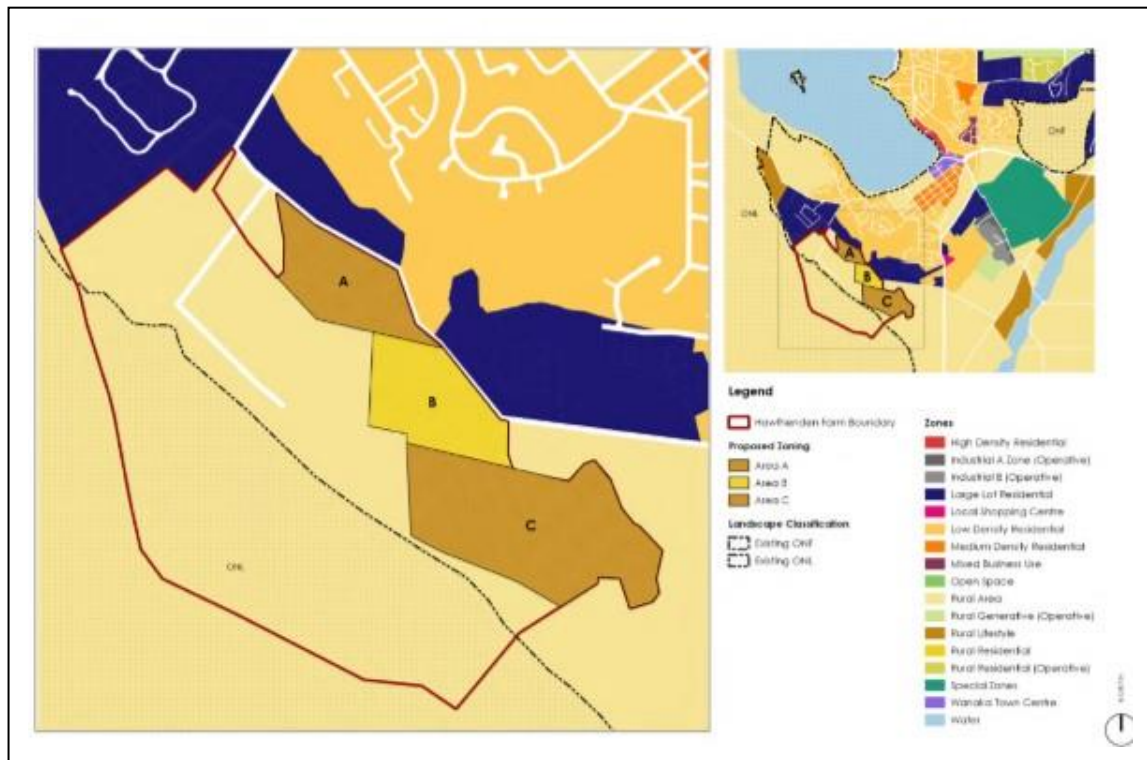 A
B
C
ONL
ONL
ONF
A
B
C
Legend
Hawthenden Farm Boundary
Proposed Zoning
Area A
Area B
Area C
Landscape Classification
Existing ONF
Existing ONL
Zones
High Density Residential
Industrial A Zone (Operative)
Industrial B (Operative)
Large Lot Residential
Local Shopping Centre
Low Density Residential
Medium Density Residential
Mixed Business Use
Open Space
Rural Area
Rural Generative (Operative)
Rural Lifestyle
Rural Residential
Rural Residential (Operative)
Special Zones
Wanaka Town Centre
Water